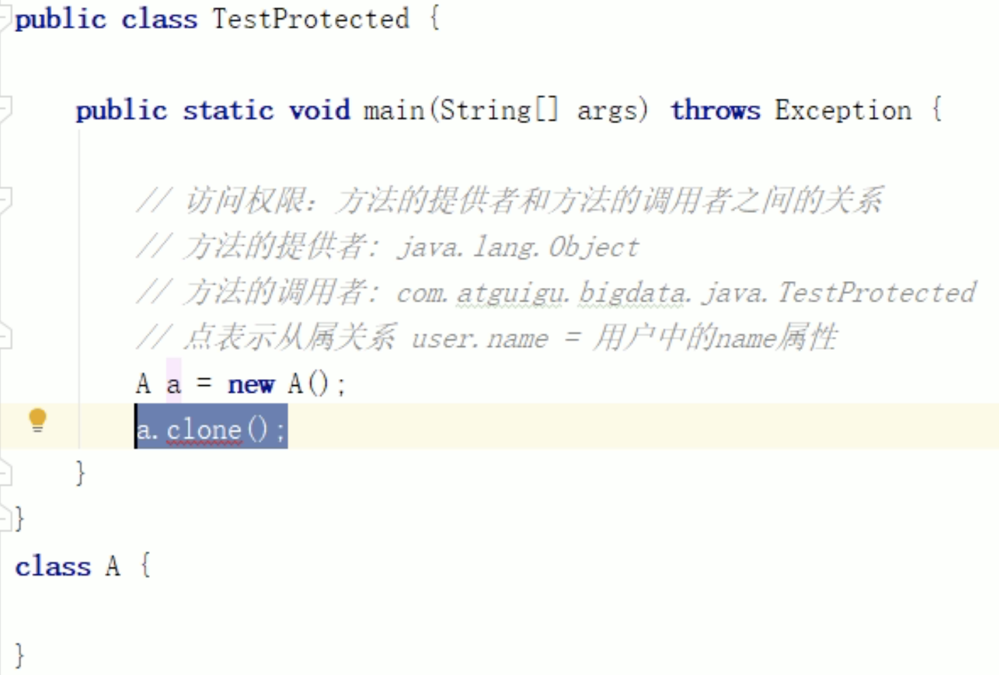 public class TestProtected {
public static void main(String[] args) throws Exception {
// 访问权限：方法的提供者和方法的调用者之间的关系
// 方法的提供者: java.lang.Object
// 方法的调用者: com.atguigu.bigdata.java.TestProtected
// 点表示从属关系 user.name = 用户中的name属性
A a = new A();
a.clone();
}
}
class A {
}